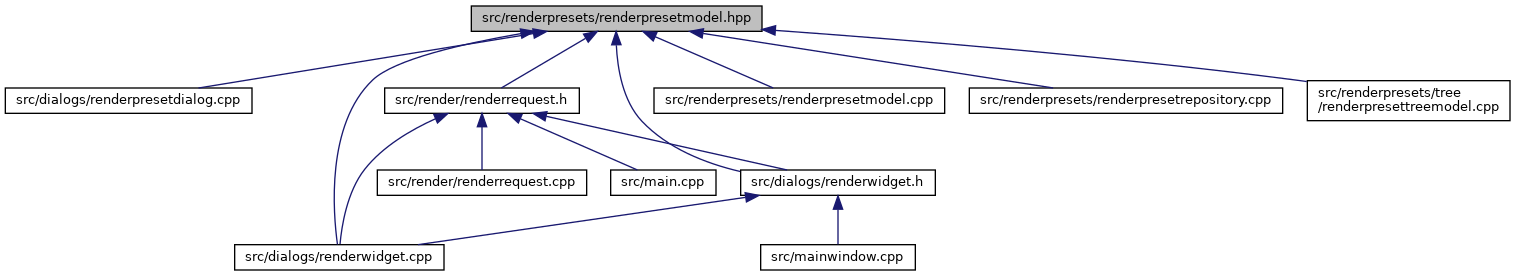 src/renderpresets/renderpresetmodel.hpp
src/dialogs/renderpresetdialog.cpp
src/render/renderrequest.h
src/renderpresets/renderpresetmodel.cpp
src/renderpresets/renderpresetrepository.cpp
src/renderpresets/tree
/renderpresettreemodel.cpp
src/render/renderrequest.cpp
src/main.cpp
src/dialogs/renderwidget.h
src/dialogs/renderwidget.cpp
src/mainwindow.cpp